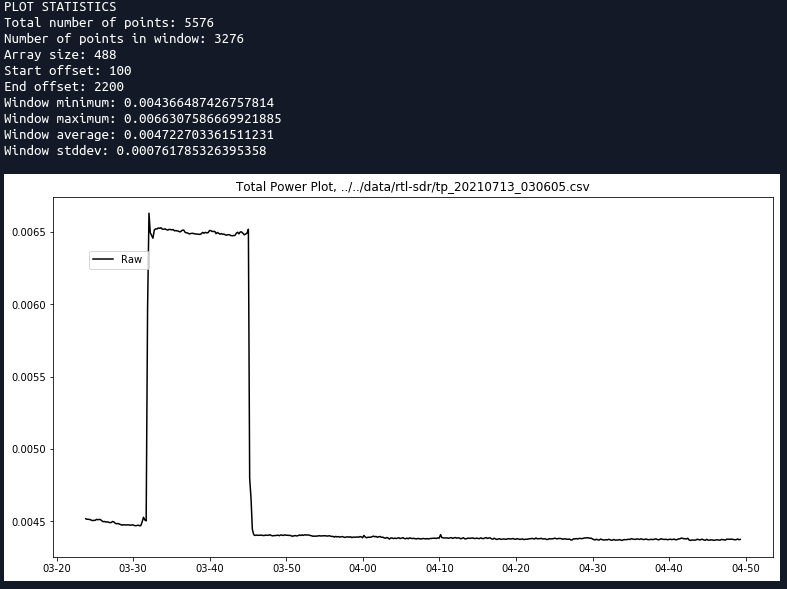 PLOT STATISTICS
Total number of points: 5576
Number of points in window: 3276
Array size: 488
Start offset: 100
End offset: 2200
Window minimum: 0.004366487426757814
Window maximum: 0.0066307586669921885
Window average: 0.004722703361511231
Window stddev: 0.000761785326395358
Total Power Plot, ../../data/rtl-sdr/tp_20210713_030605.csv
0.0065
Raw
0.0060
0.0055
0.0050
0.0045
03-20 03-30 03-40 03-50 04-00 04-10 04-20 04-30 04-40 04-50